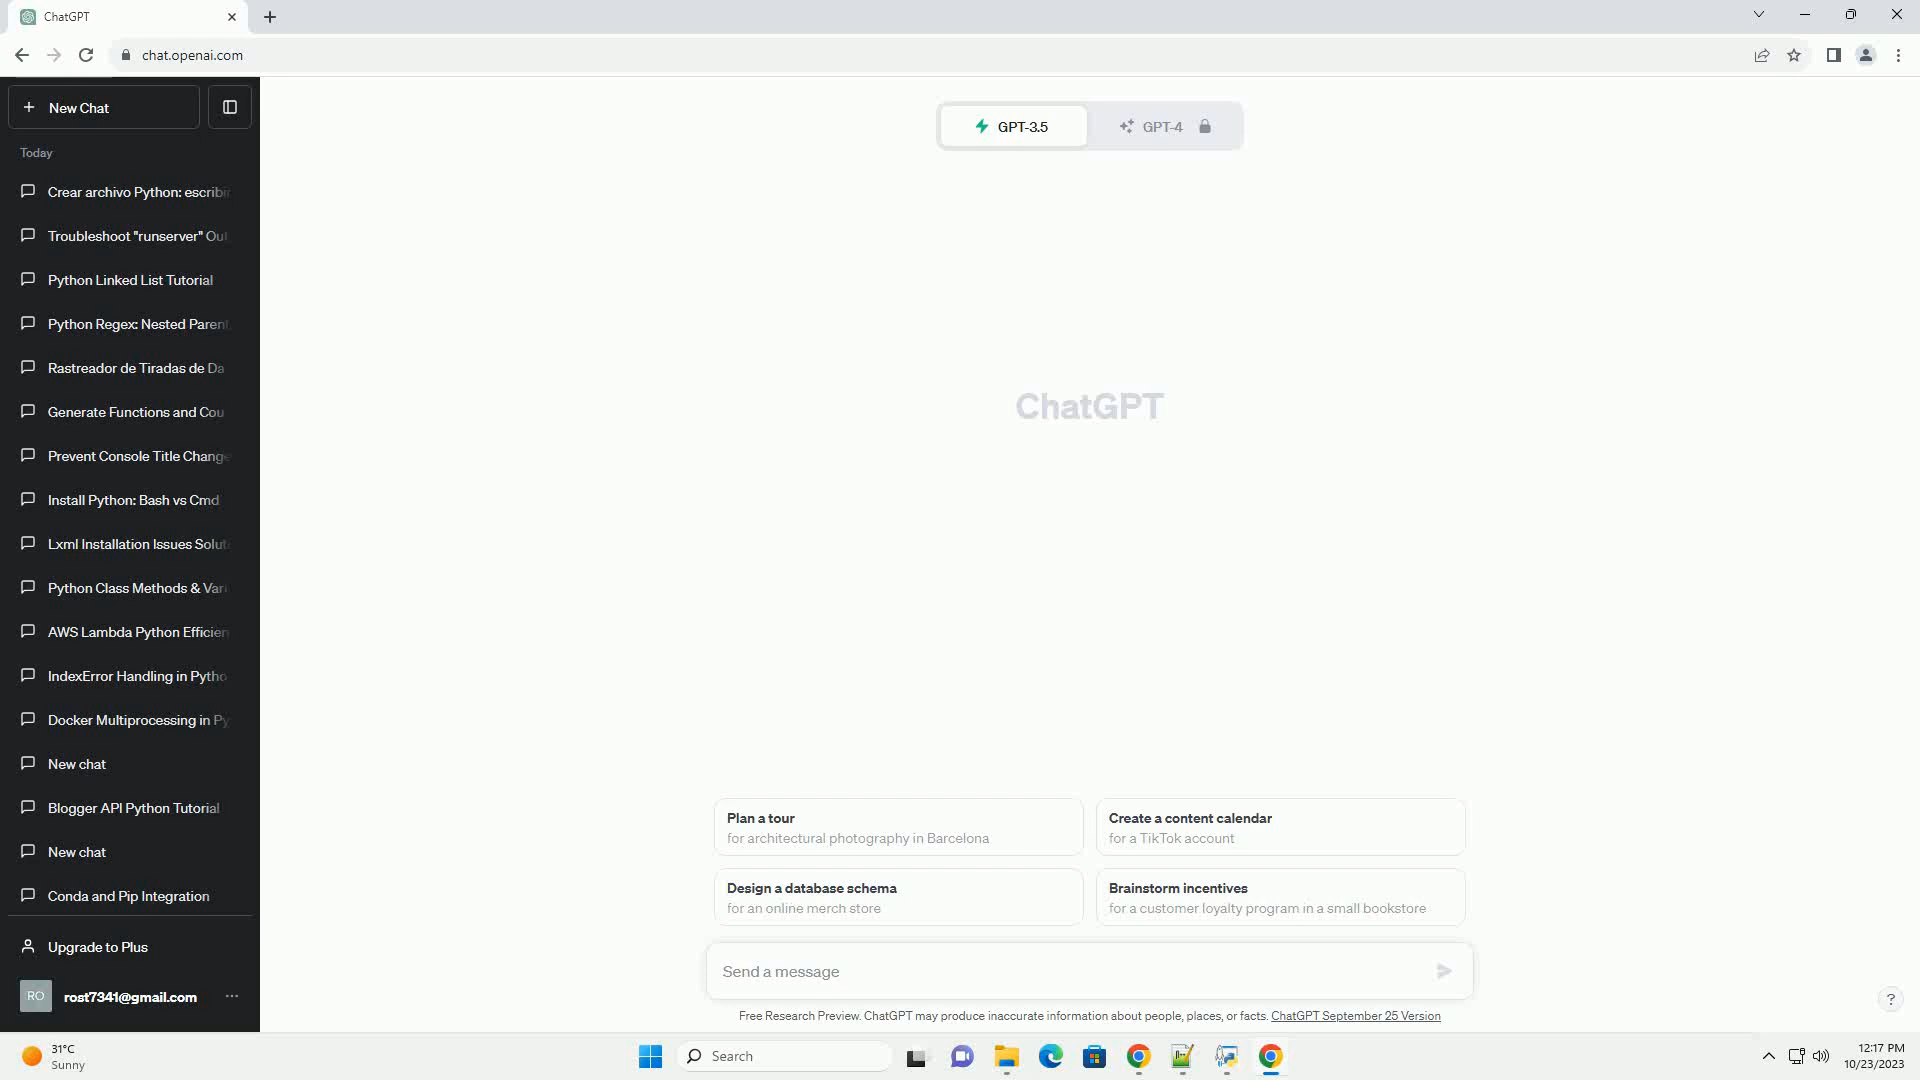 ChatGPT
chat.openai.com
New Chat
Today
Crear archivo Python: escribir
Troubleshoot "runserver" Out
Python Linked List Tutorial
Python Regex: Nested Parent
Rastreador de Tiradas de Da
Generate Functions and Cou
Prevent Console Title Change
Install Python: Bash vs Cmd
Lxml Installation Issues Solut
Python Class Methods & Vari
AWS Lambda Python Efficien
IndexError Handling in Pytho
Docker Multiprocessing in Py
New chat
Blogger API Python Tutorial
New chat
Conda and Pip Integration
Upgrade to Plus
RO rost7341@gmail.com
GPT-3.5 GPT-4
ChatGPT
Plan a tour
for architectural photography in Barcelona
Create a content calendar
for a TikTok account
Design a database schema
for an online merch store
Brainstorm incentives
for a customer loyalty program in a small bookstore
Send a message
Free Research Preview. ChatGPT may produce inaccurate information about people, places, or facts. ChatGPT September 25 Version
?
31°C
Sunny
Search
12:17 PM
10/23/2023